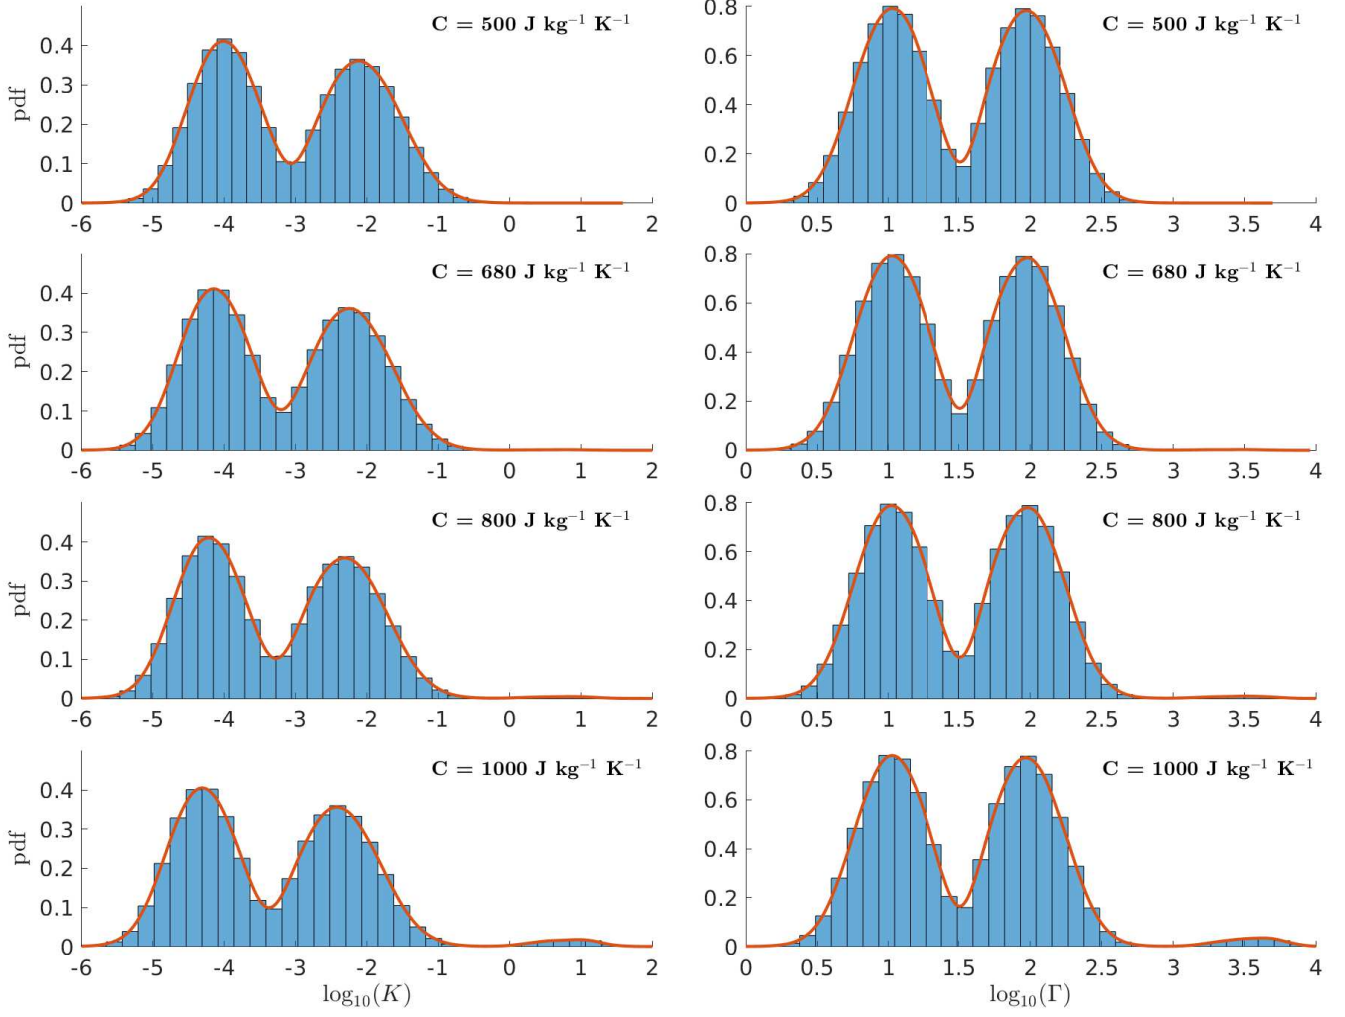 C = 500 J kg⁻¹ K⁻¹
pdf
0.4
0.3
0.2
0.1
0
-6 -5 -4 -3 -2 -1 0 1 2
C = 500 J kg⁻¹ K⁻¹
0.8
0.6
0.4
0.2
0
0 0.5 1 1.5 2 2.5 3 3.5 4
C = 680 J kg⁻¹ K⁻¹
pdf
0.4
0.3
0.2
0.1
0
-6 -5 -4 -3 -2 -1 0 1 2
C = 680 J kg⁻¹ K⁻¹
0.8
0.6
0.4
0.2
0
0 0.5 1 1.5 2 2.5 3 3.5 4
C = 800 J kg⁻¹ K⁻¹
pdf
0.4
0.3
0.2
0.1
0
-6 -5 -4 -3 -2 -1 0 1 2
C = 800 J kg⁻¹ K⁻¹
0.8
0.6
0.4
0.2
0
0 0.5 1 1.5 2 2.5 3 3.5 4
C = 1000 J kg⁻¹ K⁻¹
pdf
0.4
0.3
0.2
0.1
0
-6 -5 -4 -3 -2 -1 0 1 2
log₁₀(K)
C = 1000 J kg⁻¹ K⁻¹
0.8
0.6
0.4
0.2
0
0 0.5 1 1.5 2 2.5 3 3.5 4
log₁₀(Γ)